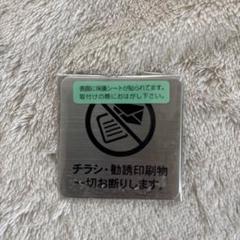 表面に保護シートが貼られてます。
取付けの際におはがし下さい。
チラシ・勧誘印刷物
一切お断りします。